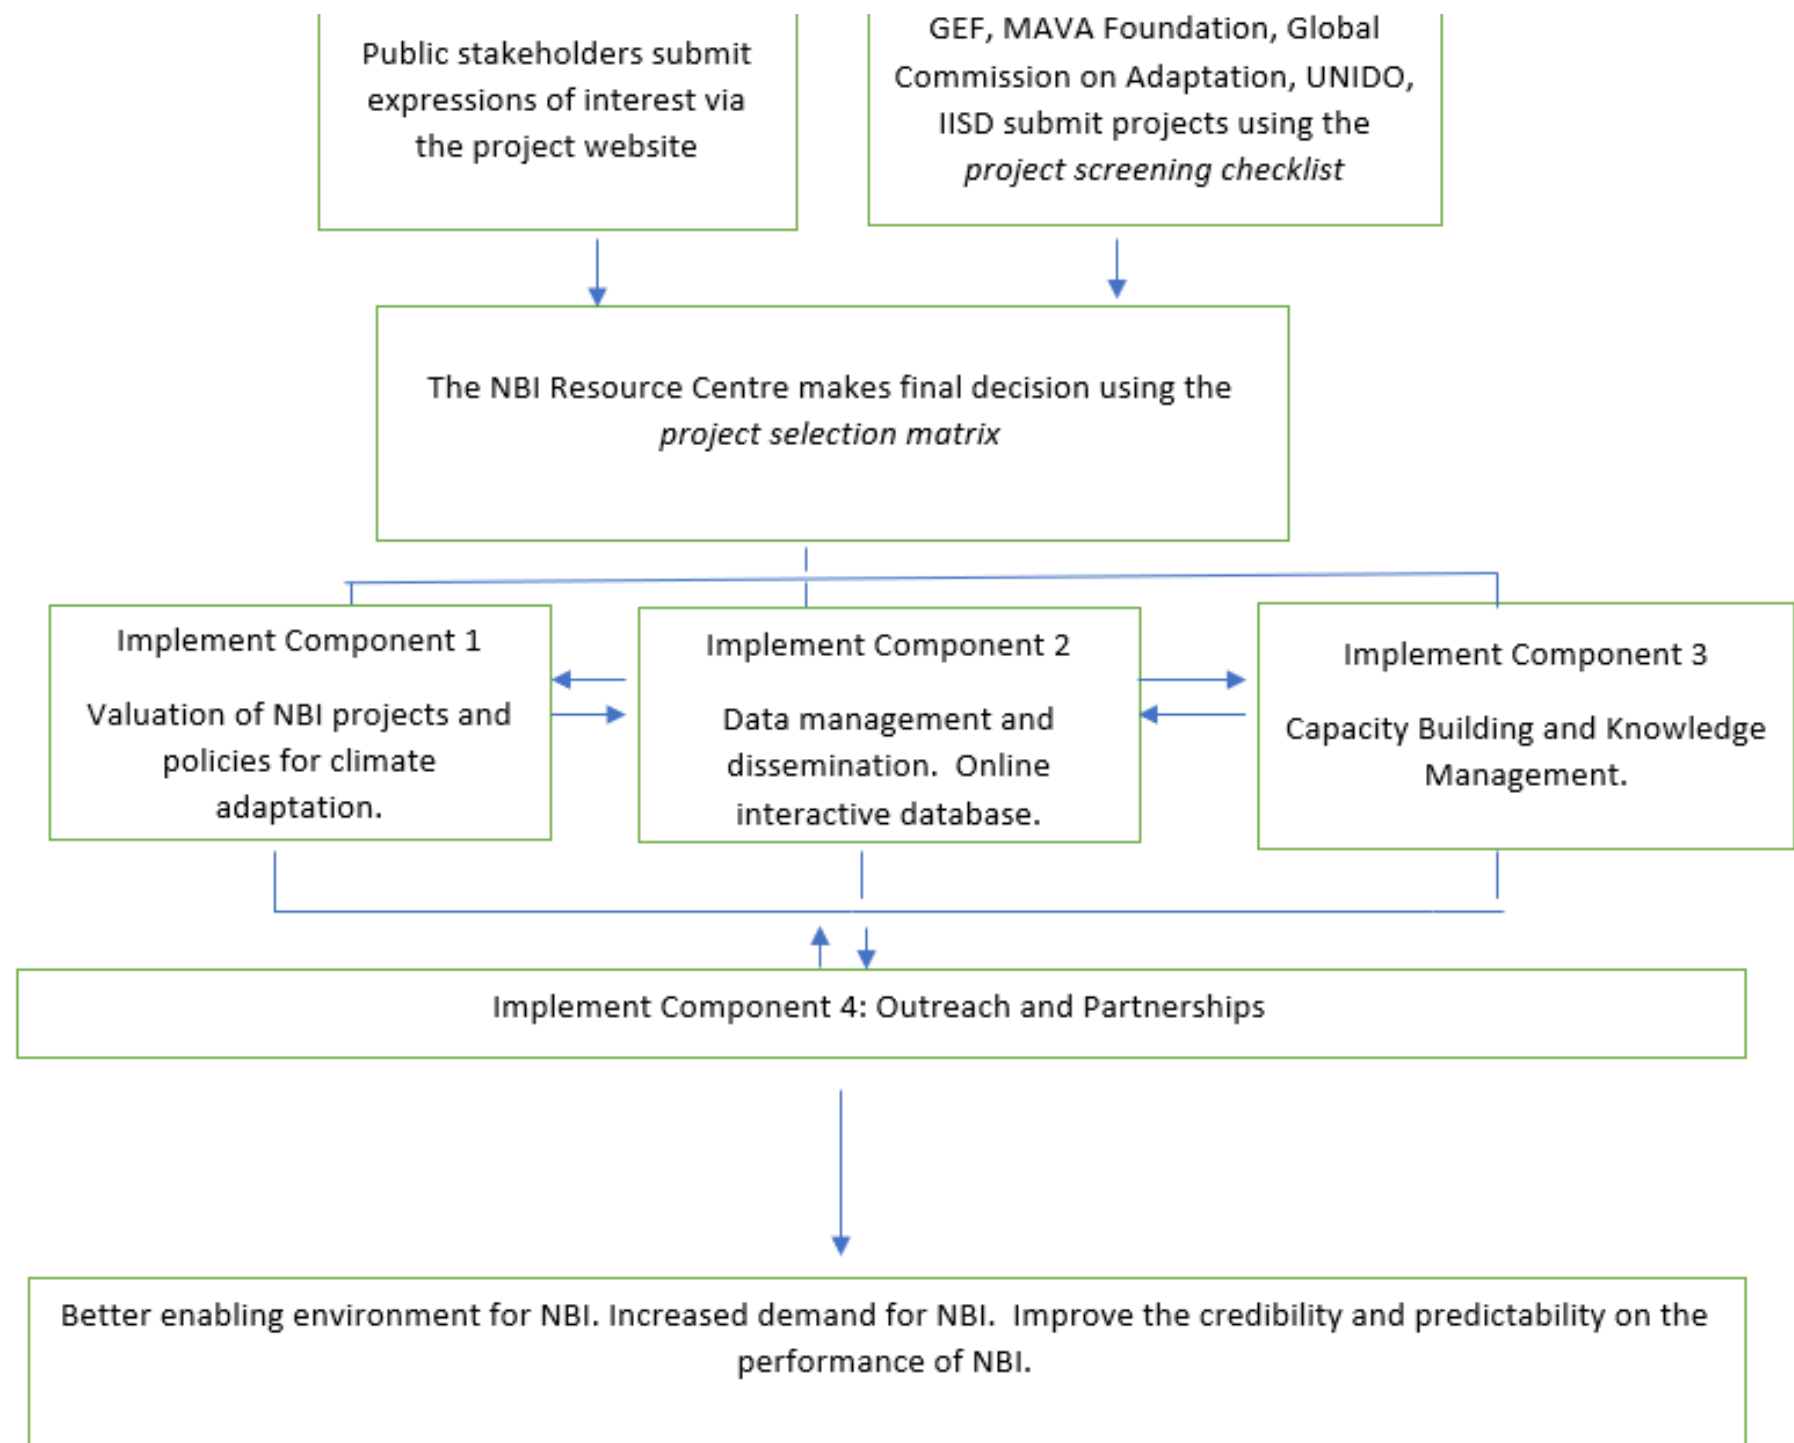 Public stakeholders submit
expressions of interest via
the project website
GEF, MAVA Foundation, Global
Commission on Adaptation, UNIDO,
IISD submit projects using the
project screening checklist
The NBI Resource Centre makes final decision using the
project selection matrix
Implement Component 1
Valuation of NBI projects and
policies for climate
adaptation.
Implement Component 2
Data management and
dissemination.  Online
interactive database.
Implement Component 3
Capacity Building and Knowledge
Management.
Implement Component 4: Outreach and Partnerships
Better enabling environment for NBI. Increased demand for NBI.  Improve the credibility and predictability on the
performance of NBI.